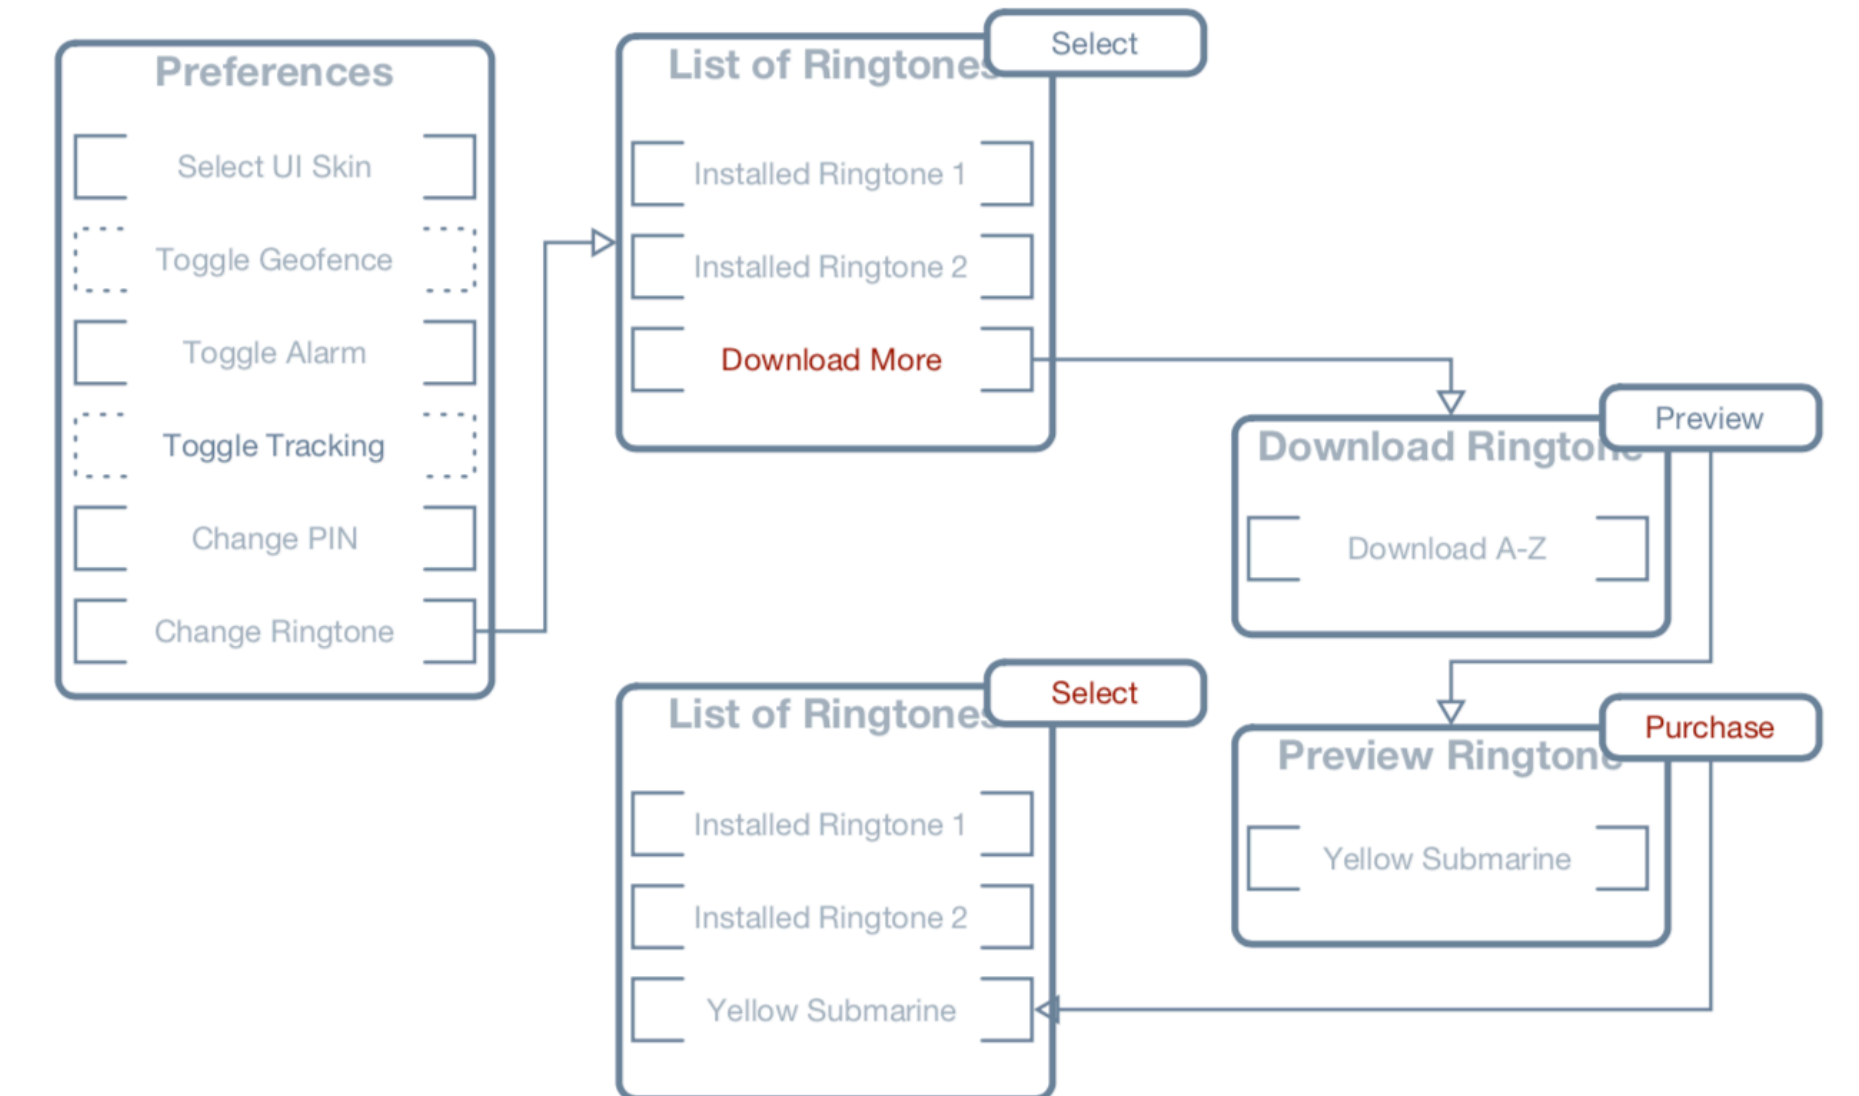 Preferences
Select UI Skin
Toggle Geofence
Toggle Alarm
Toggle Tracking
Change PIN
Change Ringtone
List of Ringtones
Select
Installed Ringtone 1
Installed Ringtone 2
Download More
Download Ringtone
Preview
Download A-Z
Preview Ringtone
Purchase
Yellow Submarine
List of Ringtones
Select
Installed Ringtone 1
Installed Ringtone 2
Yellow Submarine